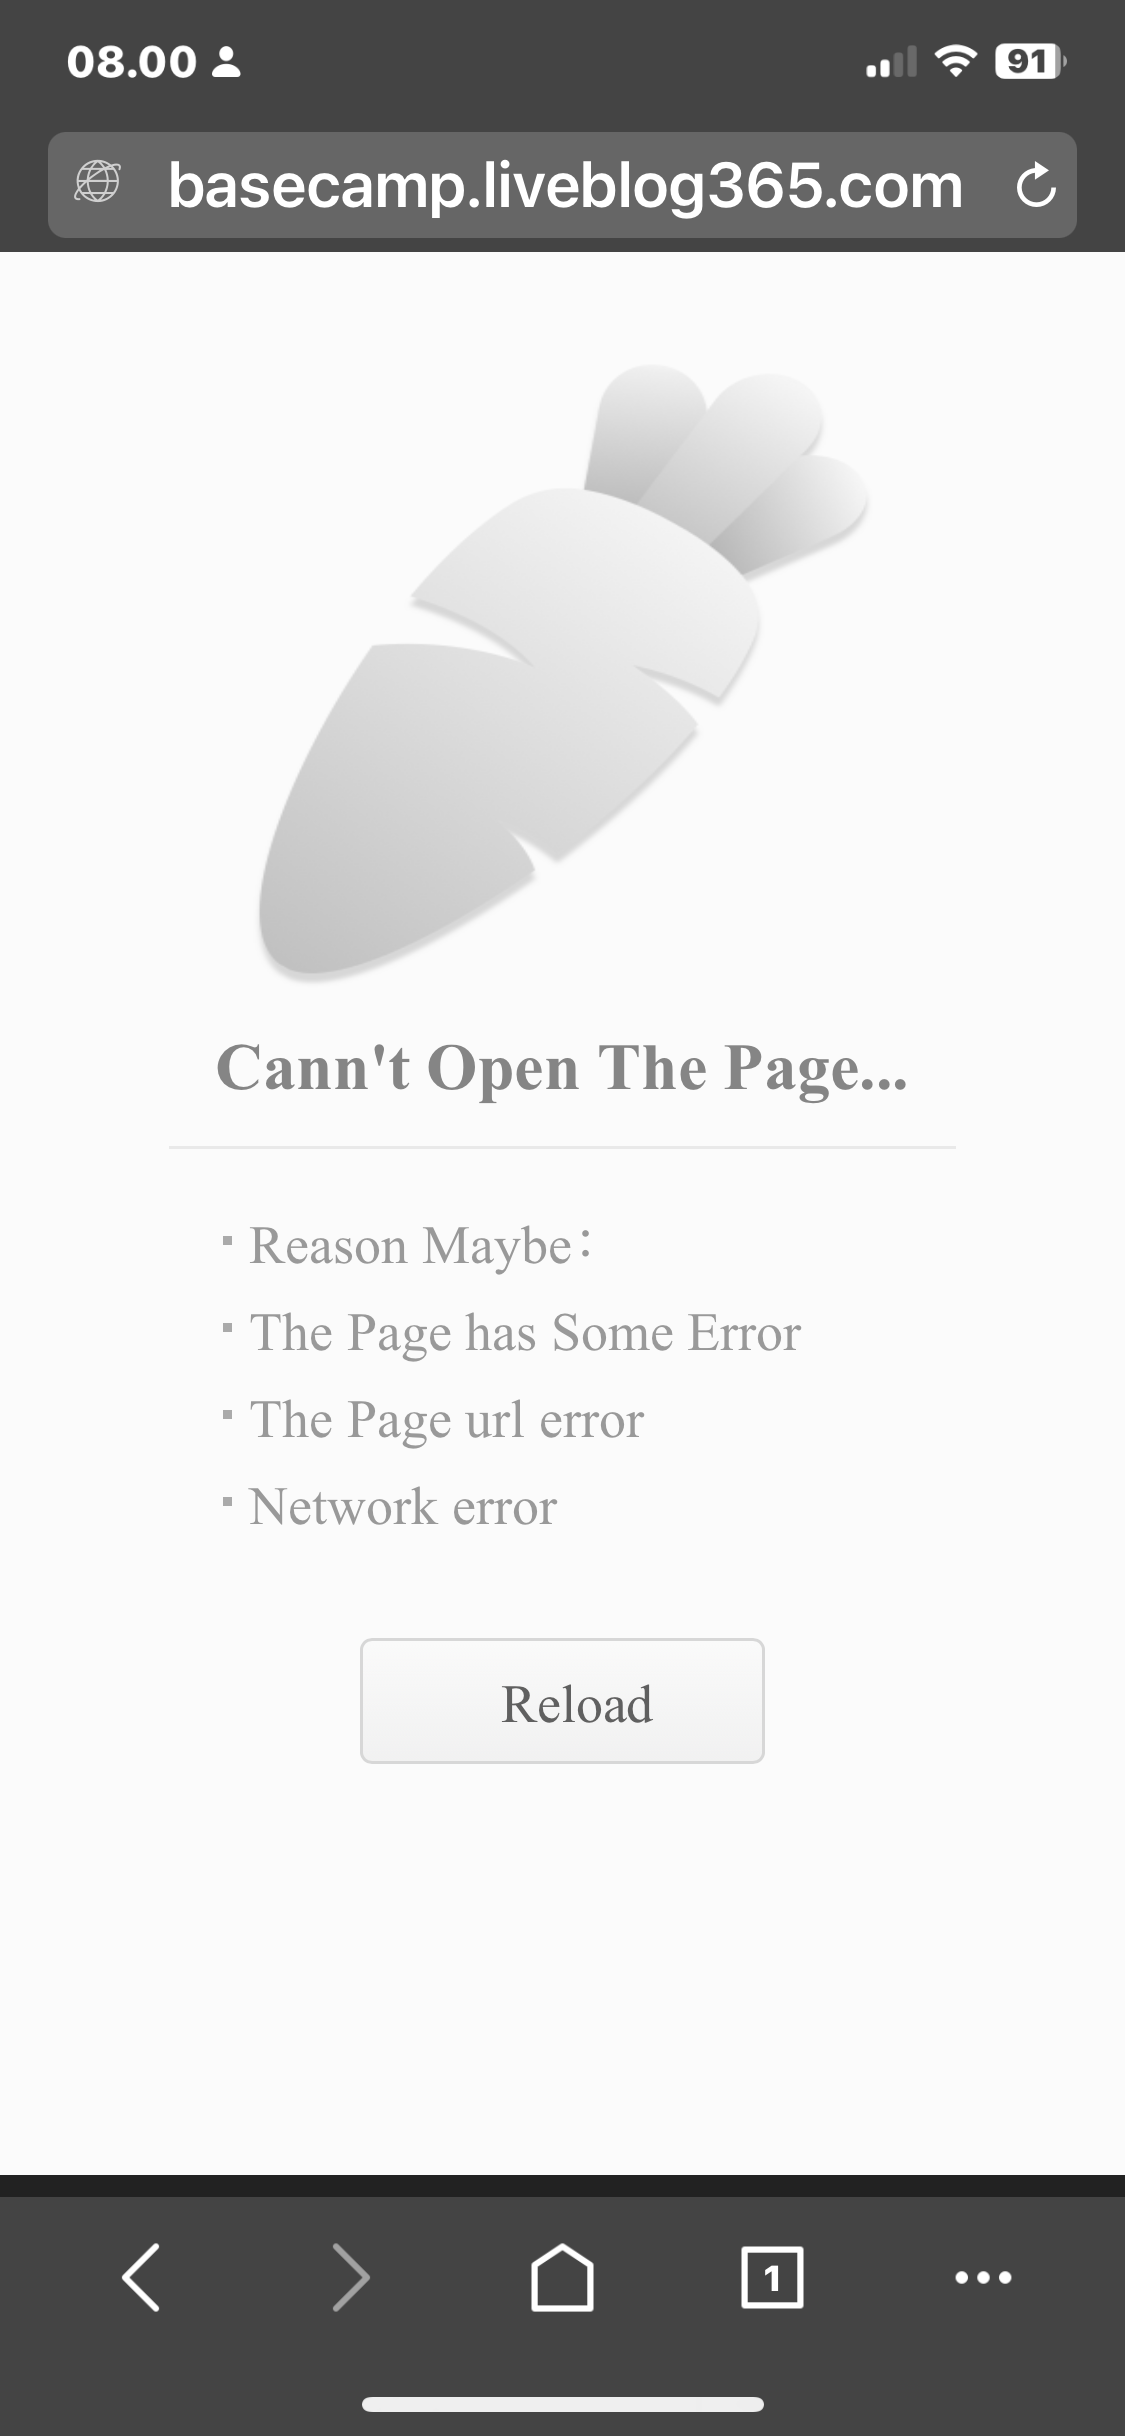 08.00
91
basecamp.liveblog365.com
Cann't Open The Page...
Reason Maybe：
The Page has Some Error
The Page url error
Network error
Reload
1